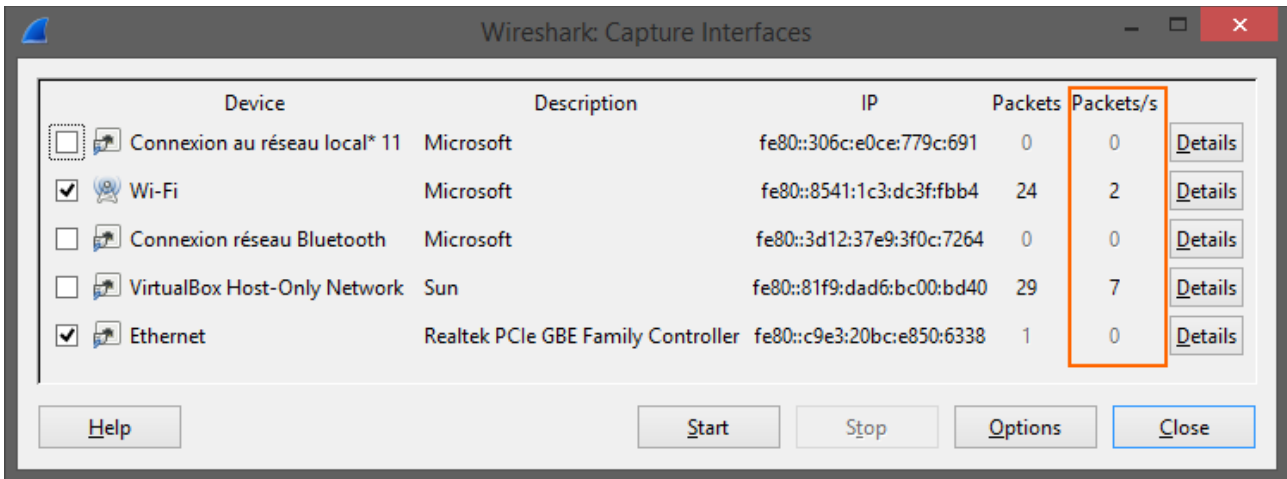 Wireshark: Capture Interfaces
Device Description IP Packets Packets/s
Connexion au réseau local* 11 Microsoft fe80::306c:e0ce:779c:691 0 0 Details
Wi-Fi Microsoft fe80::8541:1c3:dc3f:fbb4 24 2 Details
Connexion réseau Bluetooth Microsoft fe80::3d12:37e9:3f0c:7264 0 0 Details
VirtualBox Host-Only Network Sun fe80::81f9:dad6:bc00:bd40 29 7 Details
Ethernet Realtek PCIe GBE Family Controller fe80::c9e3:20bc:e850:6338 1 0 Details
Help Start Stop Options Close